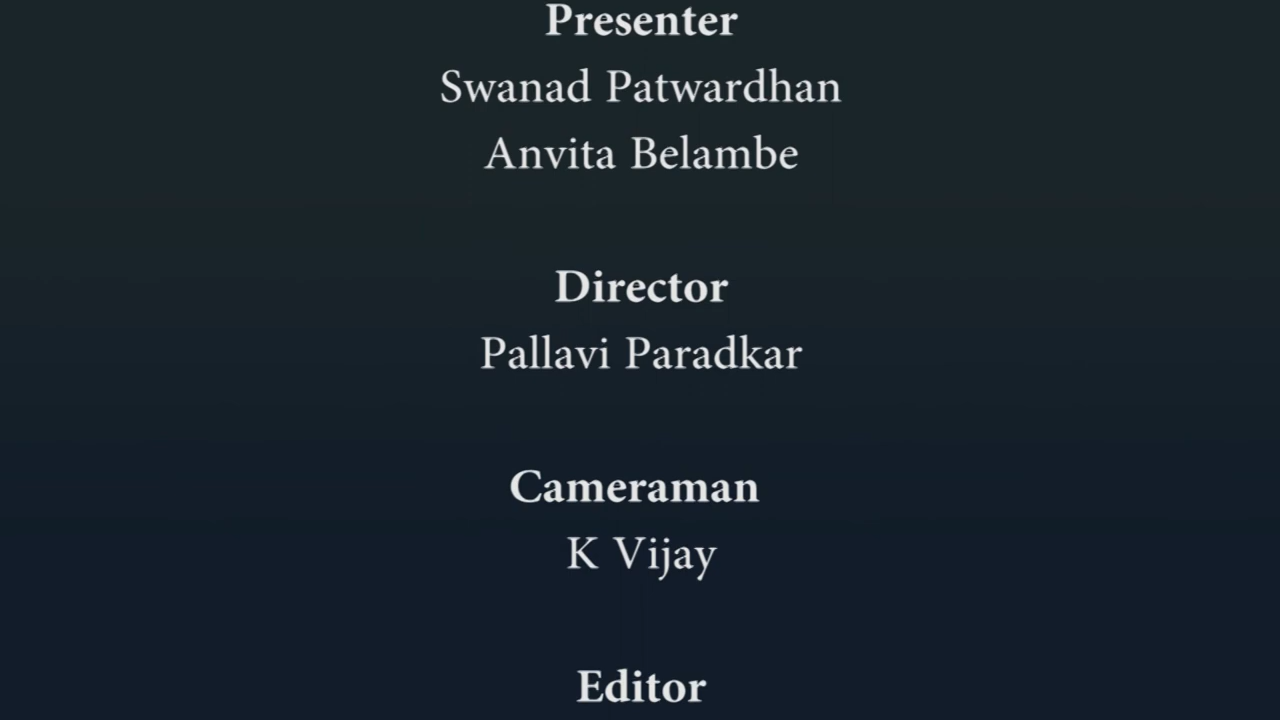 Presenter
Swanad Patwardhan
Anvita Belambe
Director
Pallavi Paradkar
Cameraman
K Vijay
Editor